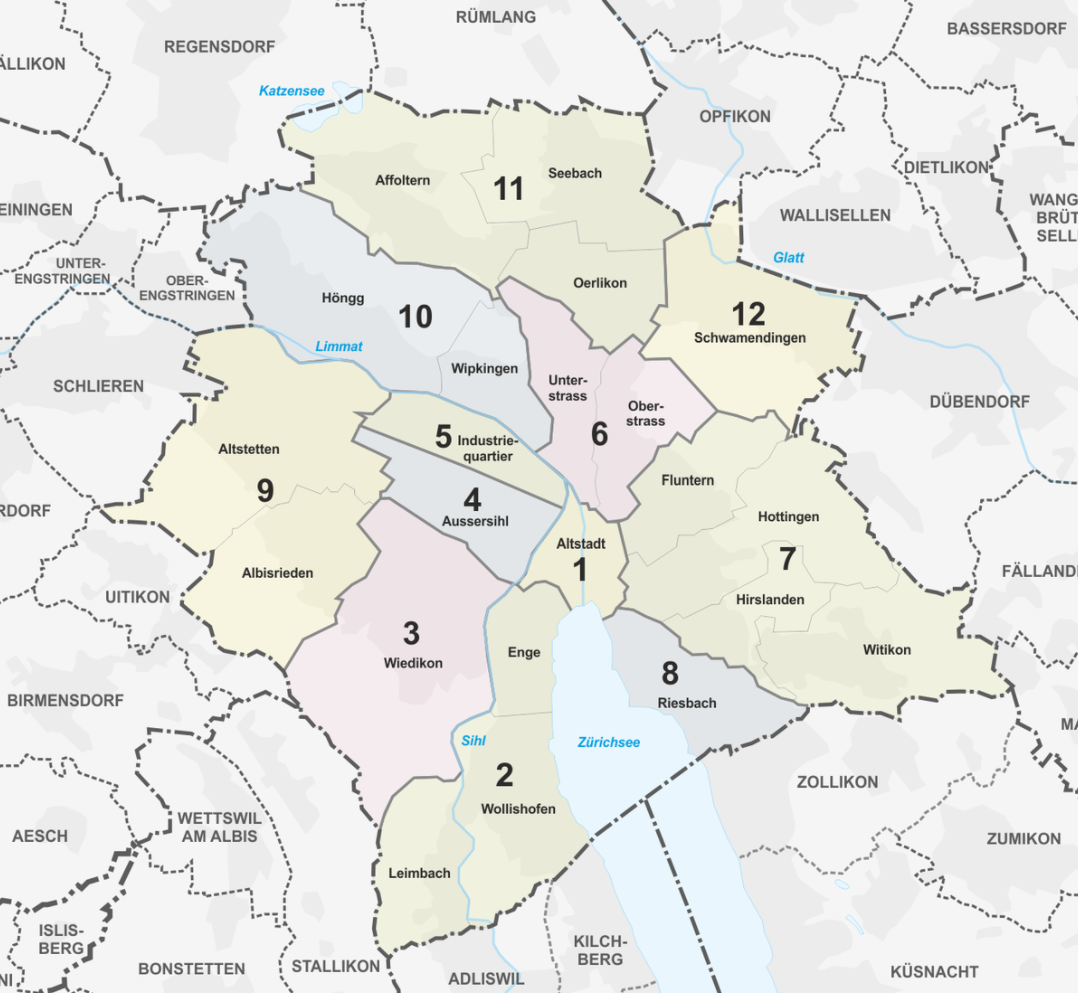 RÜMLANG
BASSERSDORF
REGENSDORF
ÄLLIKON
Katzensee
OPFIKON
DIETLIKON
Affoltern
11
Seebach
WANG
BRÜT
SELL
EININGEN
WALLISELLEN
UNTER-
ENGSTRINGEN
OBER-
ENGSTRINGEN
Glatt
Oerlikon
Höngg
10
12
Schwamendingen
Limmat
Wipkingen
SCHLIEREN
Unter-
strass
Ober-
strass
DÜBENDORF
6
5 Industrie-
quartier
Altstetten
9
Fluntern
4
Aussersihl
RDORF
Hottingen
Altstadt
1
7
Albisrieden
FÄLLAND
UITIKON
Hirslanden
3
Wiedikon
Enge
Witikon
8
Riesbach
BIRMENSDORF
MA
Sihl
Zürichsee
2
Wollishofen
ZOLLIKON
WETTSWIL
AM ALBIS
AESCH
ZUMIKON
Leimbach
ISLIS-
BERG
KILCH-
BERG
BONSTETTEN
STALLIKON
ADLISWIL
KÜSNACHT
NI